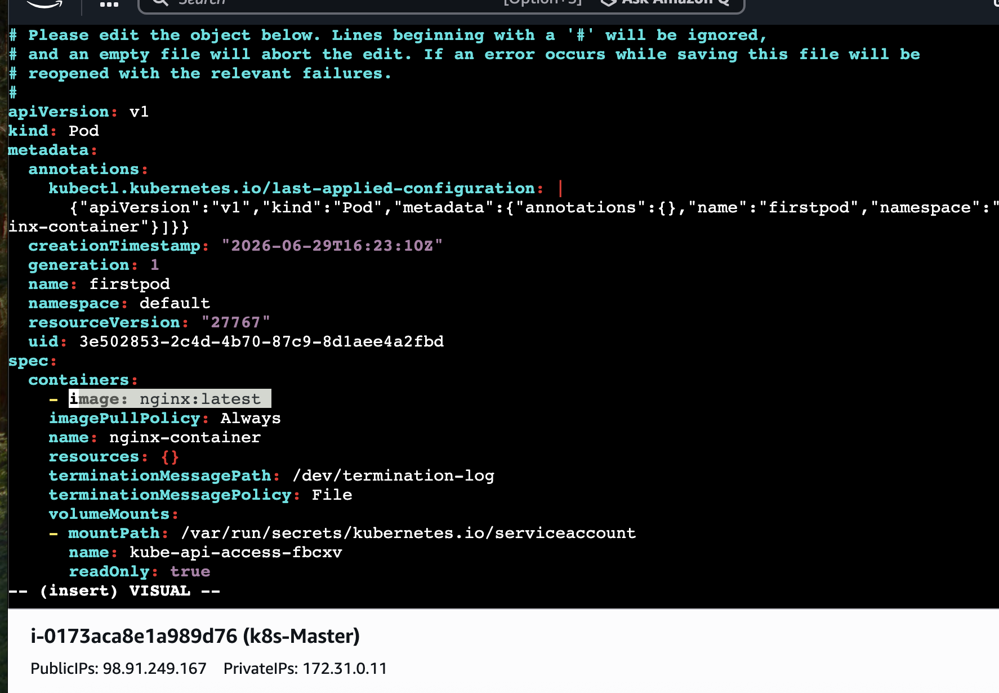 Search [Option+S] Ask Amazon Q
# Please edit the object below. Lines beginning with a '#' will be ignored,
# and an empty file will abort the edit. If an error occurs while saving this file will be
# reopened with the relevant failures.
#
apiVersion: v1
kind: Pod
metadata:
  annotations:
    kubectl.kubernetes.io/last-applied-configuration: |
      {"apiVersion":"v1","kind":"Pod","metadata":{"annotations":{},"name":"firstpod","namespace":"
inx-container"}]}}
  creationTimestamp: "2026-06-29T16:23:10Z"
  generation: 1
  name: firstpod
  namespace: default
  resourceVersion: "27767"
  uid: 3e502853-2c4d-4b70-87c9-8d1aee4a2fbd
spec:
  containers:
    - image: nginx:latest
    imagePullPolicy: Always
    name: nginx-container
    resources: {}
    terminationMessagePath: /dev/termination-log
    terminationMessagePolicy: File
    volumeMounts:
    - mountPath: /var/run/secrets/kubernetes.io/serviceaccount
      name: kube-api-access-fbcxv
      readOnly: true
-- (insert) VISUAL --
i-0173aca8e1a989d76 (k8s-Master)
PublicIPs: 98.91.249.167 PrivateIPs: 172.31.0.11